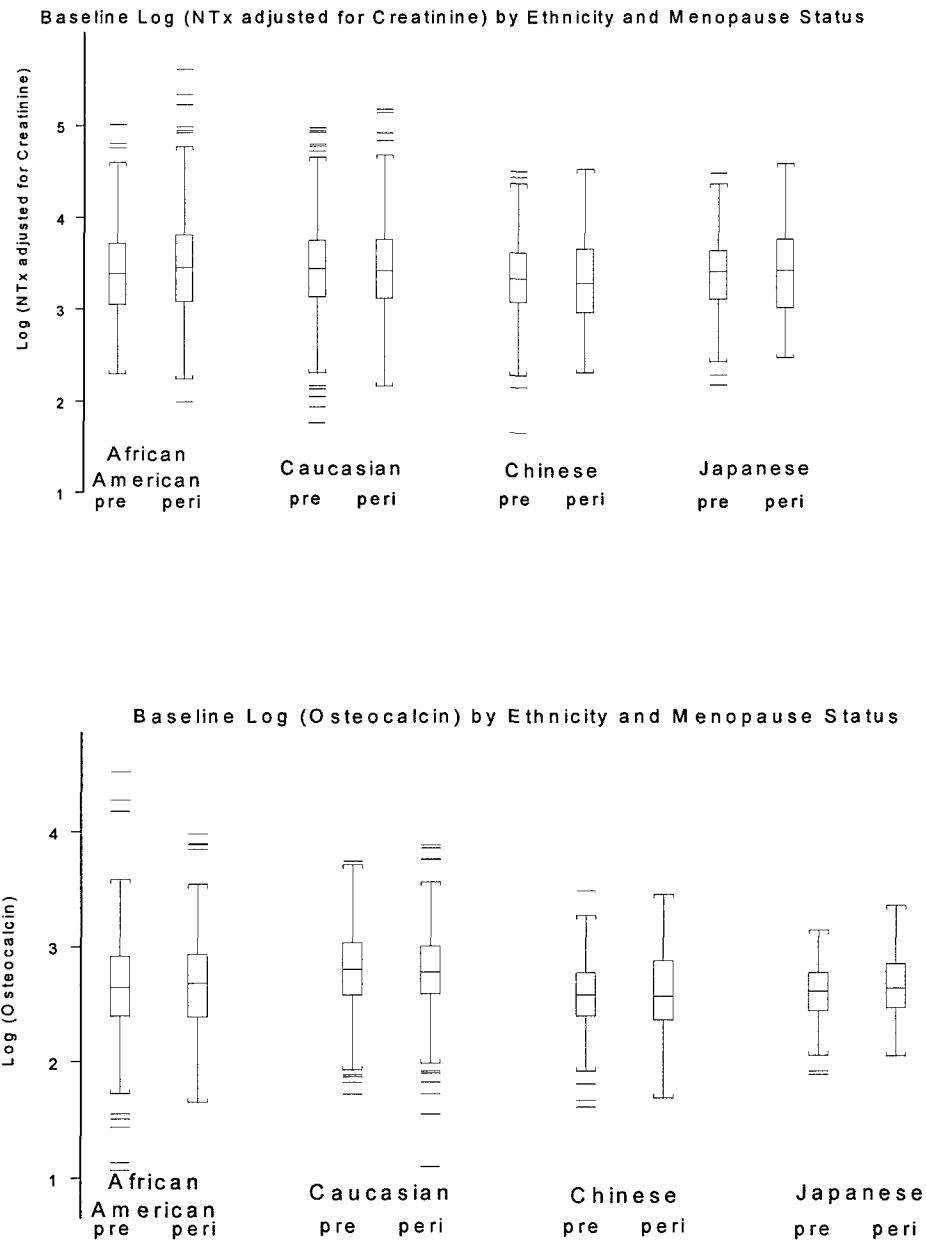 Baseline Log (NTx adjusted for Creatinine) by Ethnicity and Menopause Status
Log (NTx adjusted for Creatinine)
5
4
3
2
1
African
American
Caucasian
Chinese
Japanese
pre peri pre peri pre peri pre peri
Baseline Log (Osteocalcin) by Ethnicity and Menopause Status
Log (Osteocalcin)
4
3
2
1
African
American
Caucasian
Chinese
Japanese
pre peri pre peri pre peri pre peri